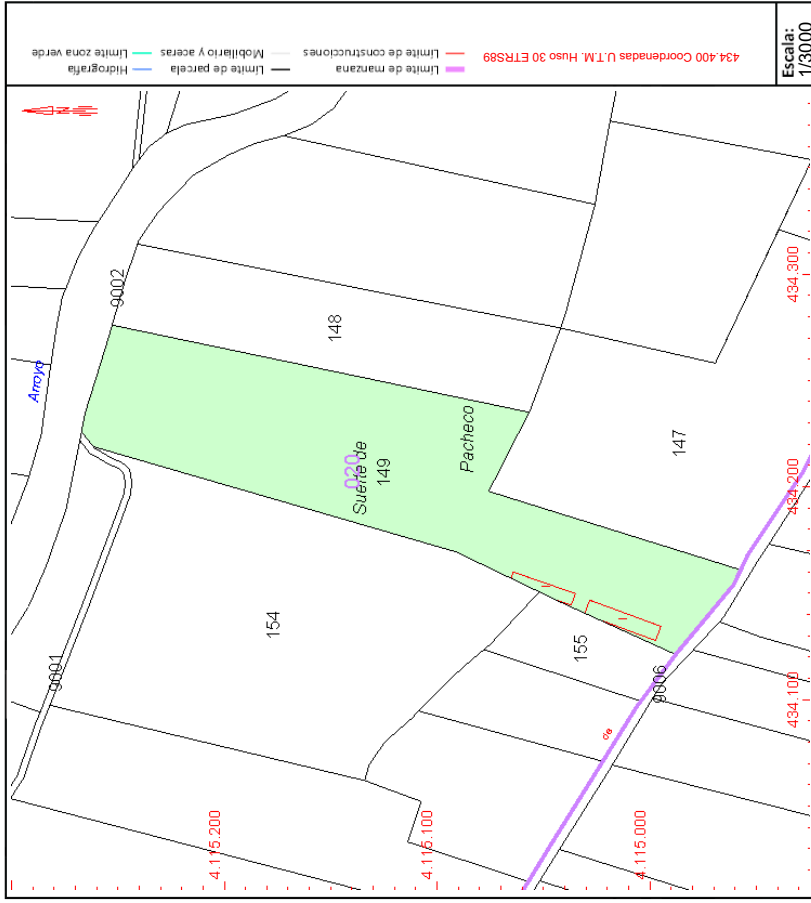 Límite de manzana
Límite de construcciones
Límite de parcela
Mobiliario y aceras
Hidrografía
Límite zona verde
434.400 Coordenadas U.T.M. Huso 30 ETRS89
Escala:
1/3000
N
Arroyo
9002
148
020
Suerte de
149
Pacheco
147
154
9001
155
I
I
9006
de
434.300
434.200
434.100
4.115.200
4.115.100
4.115.000